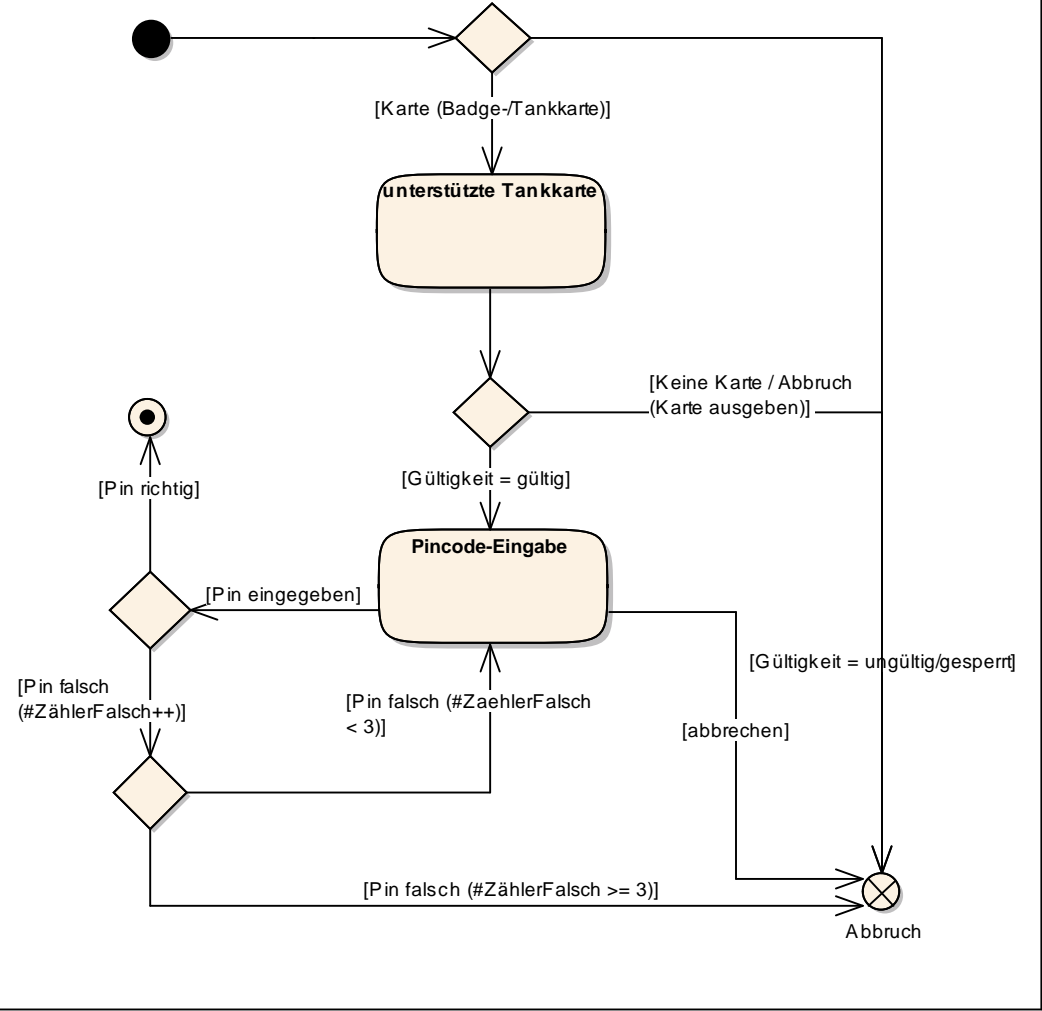 [Karte (Badge-/Tankkarte)]
unterstützte Tankkarte
[Keine Karte / Abbruch
(Karte ausgeben)]
[Gültigkeit = gültig]
[Pin richtig]
Pincode-Eingabe
[Pin eingegeben]
[Gültigkeit = ungültig/gesperrt]
[Pin falsch
(#ZählerFalsch++)]
[Pin falsch (#ZaehlerFalsch
< 3)]
[abbrechen]
[Pin falsch (#ZählerFalsch >= 3)]
Abbruch